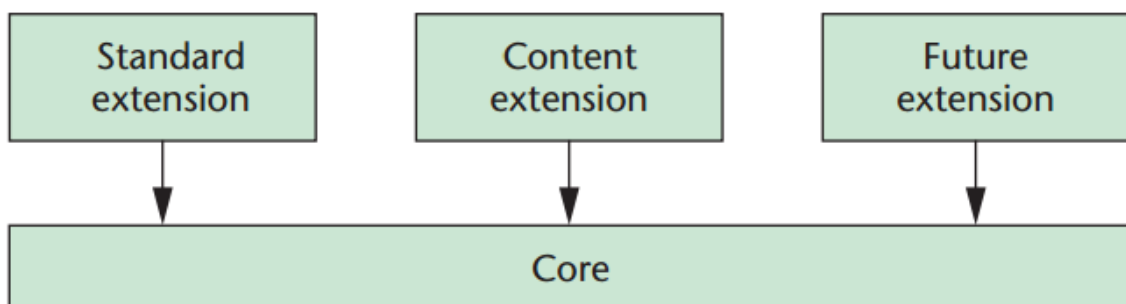 Standard
extension
Content
extension
Future
extension
Core